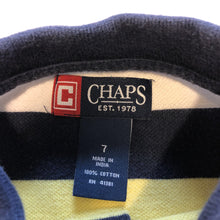 C
CHAPS
EST. 1978
7
MADE IN
INDIA
100% COTTON
RN 41381